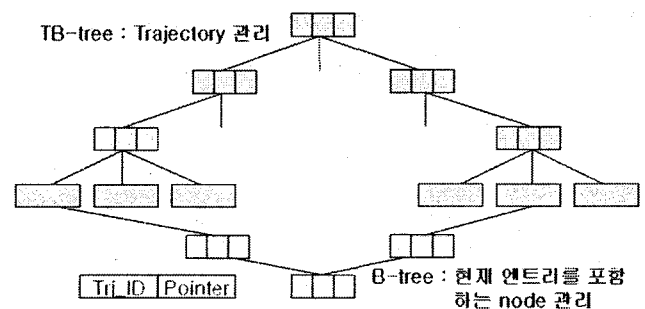 TB-tree : Trajectory 관리
B-tree : 현재 엔트리를 포함
하는 node 관리
Trj_ID Pointer